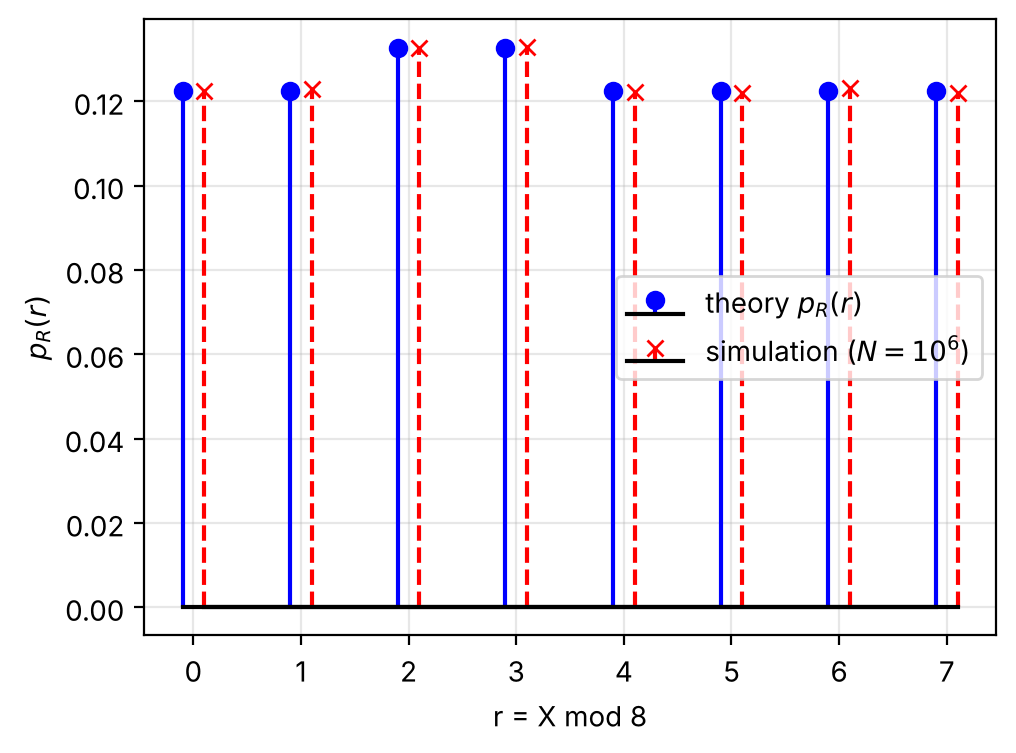 0.12
0.10
0.08
0.06
0.04
0.02
0.00
p_R(r)
theory p_R(r)
simulation (N = 10^6)
0 1 2 3 4 5 6 7
r = X mod 8